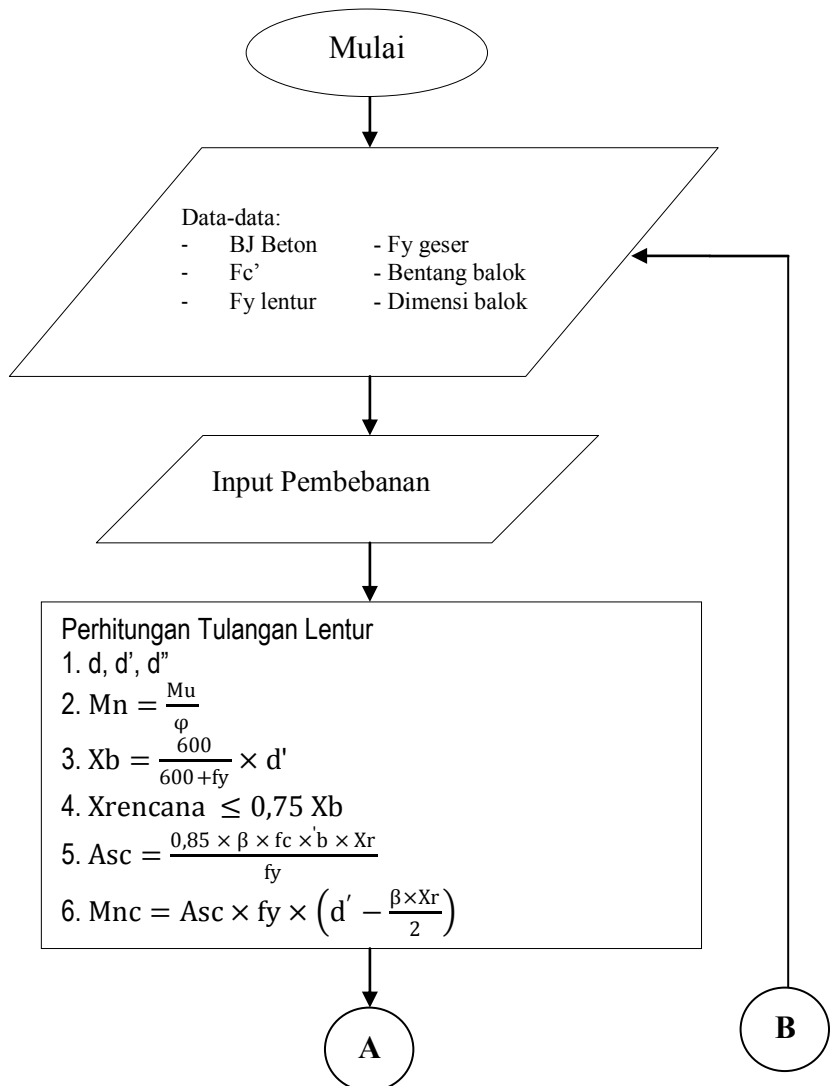 Mulai
Data-data:
- BJ Beton - Fy geser
- Fc’ - Bentang balok
- Fy lentur - Dimensi balok
Input Pembebanan
Perhitungan Tulangan Lentur
1. d, d’, d”
2. Mn = Mu/φ
3. Xb = 600/(600+fy) × d'
4. Xrencana ≤ 0,75 Xb
5. Asc = (0,85 × β × fc ×'b × Xr)/fy
6. Mnc = Asc × fy × (d′ − (β×Xr)/2)
A
B